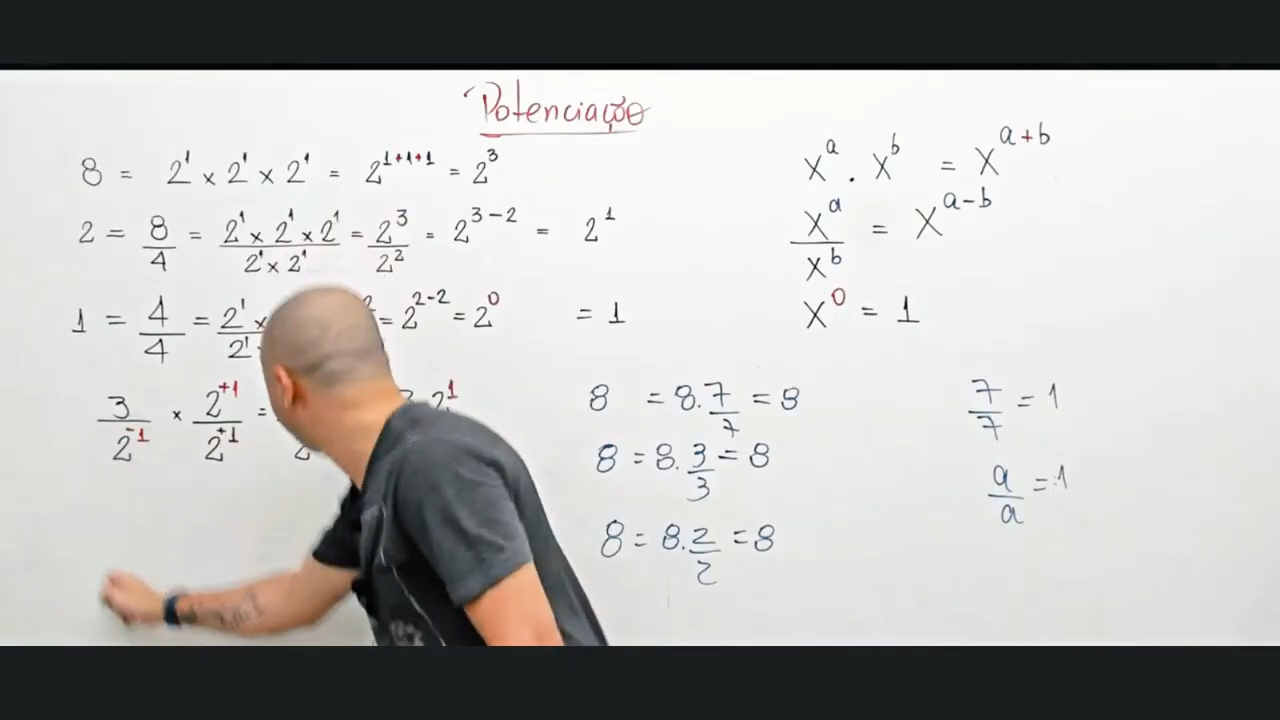 Potenciação
8 = 2¹ × 2¹ × 2¹ = 2¹⁺¹⁺¹ = 2³
2 = 8/4 = 2¹ × 2¹ × 2¹/2¹ × 2¹ = 2³/2² = 2³⁻² = 2¹
1 = 4/4 = 2¹ × = 2²⁻² = 2⁰ = 1
3/2⁻¹ × 2⁺¹/2⁺¹ = 2¹
xᵃ . xᵇ = xᵃ⁺ᵇ
xᵃ/xᵇ = xᵃ⁻ᵇ
x⁰ = 1
8 = 8.7/7 = 8
8 = 8.3/3 = 8
8 = 8.2/2 = 8
7/7 = 1
a/a = 1